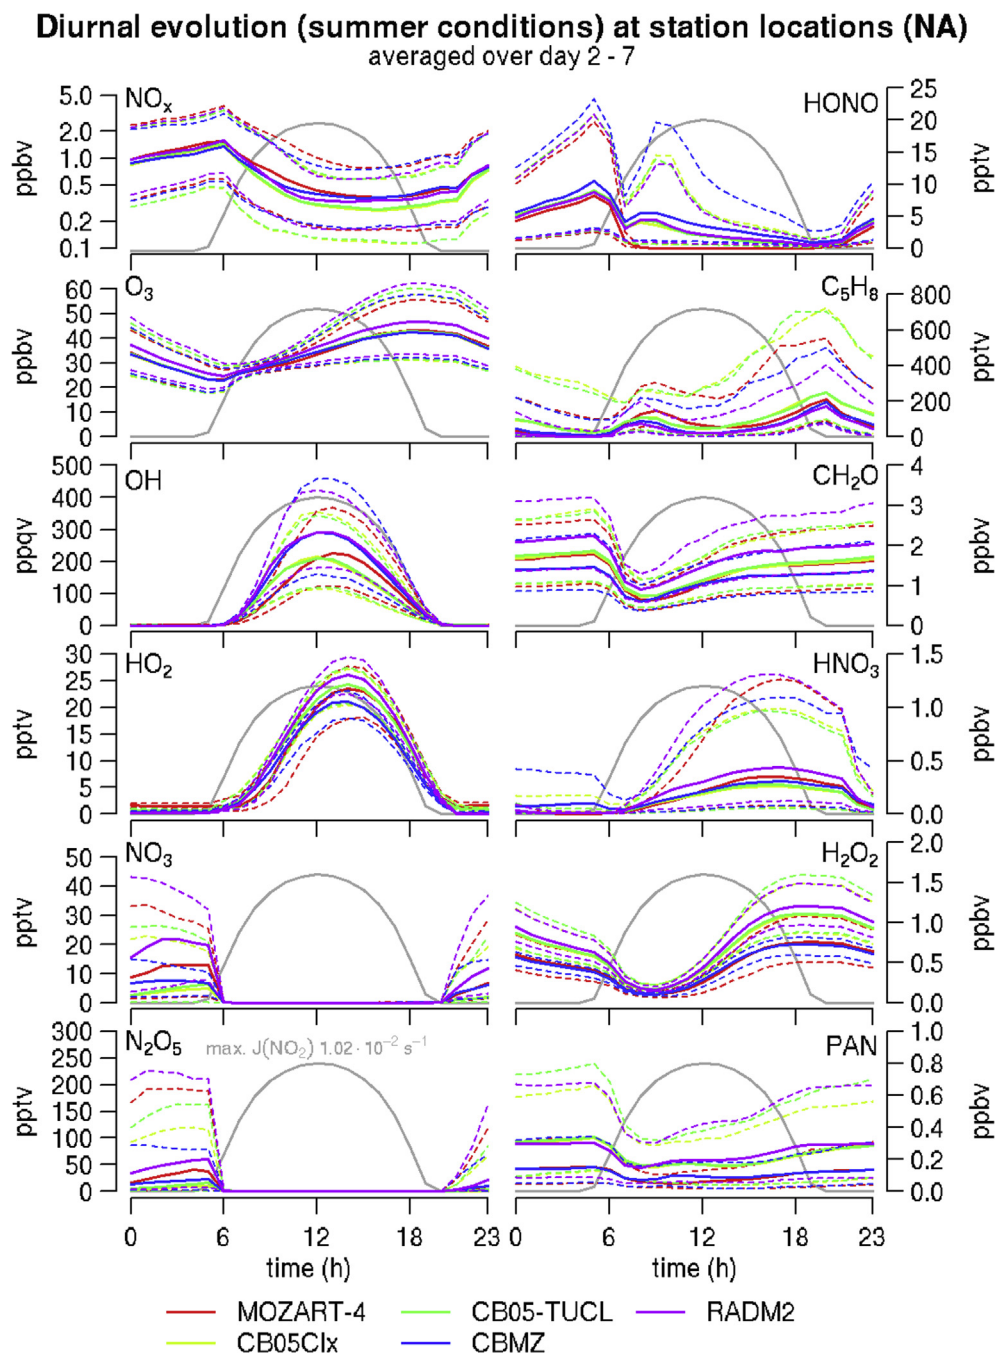 Diurnal evolution (summer conditions) at station locations (NA)
averaged over day 2 - 7
NOₓ
ppbv
5.0
2.0
1.0
0.5
0.2
0.1
HONO
pptv
25
20
15
10
5
0
O₃
ppbv
60
50
40
30
20
10
0
C₅H₈
pptv
800
600
400
200
0
OH
ppqv
500
400
300
200
100
0
CH₂O
ppbv
4
3
2
1
0
HO₂
pptv
30
25
20
15
10
5
0
HNO₃
ppbv
1.5
1.0
0.5
0.0
NO₃
pptv
50
40
30
20
10
0
H₂O₂
ppbv
2.0
1.5
1.0
0.5
0.0
N₂O₅
max. J(NO₂) 1.02 · 10⁻² s⁻¹
pptv
300
250
200
150
100
50
0
PAN
ppbv
1.0
0.8
0.6
0.4
0.2
0.0
0 6 12 18 23
time (h)
0 6 12 18 23
time (h)
MOZART-4 CB05-TUCL RADM2
CB05Clx CBMZ